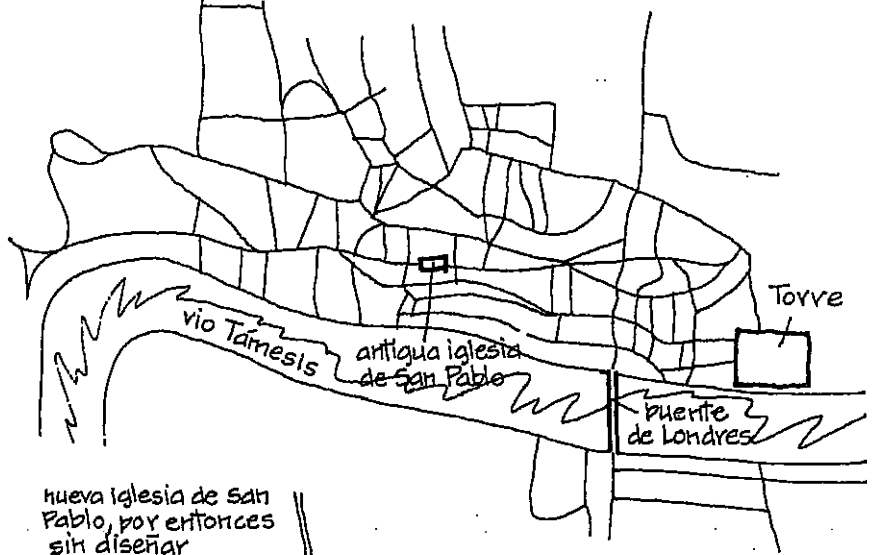 Torre
río Támesis
antigua iglesia
de San Pablo
puente
de Londres
nueva iglesia de San
Pablo, por entonces
sin diseñar